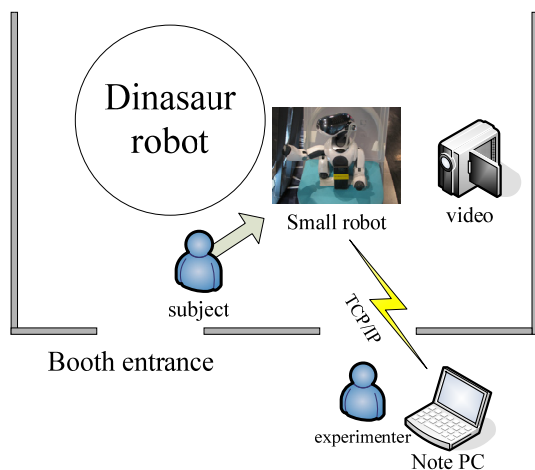 Dinasaur
robot
Small robot
video
subject
TCP/IP
Booth entrance
experimenter
Note PC